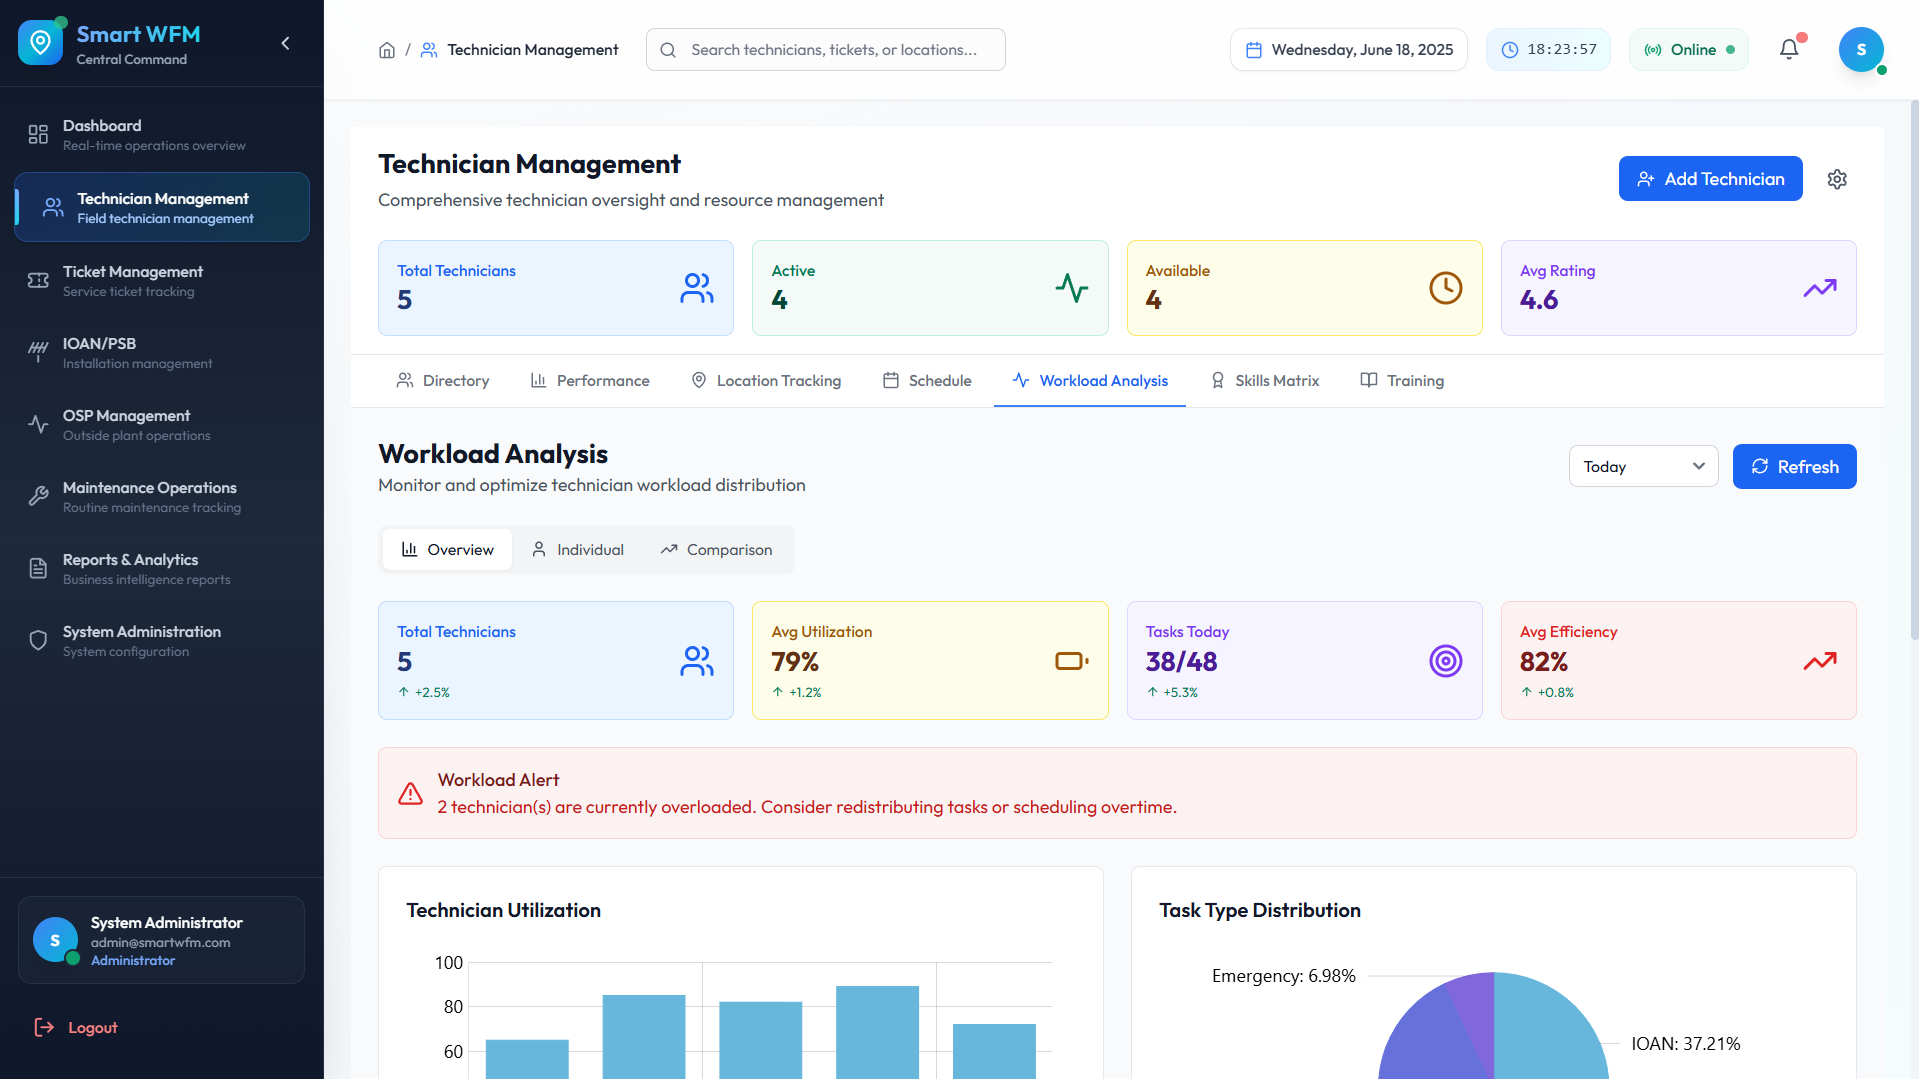 Smart WFM
Central Command
Dashboard
Real-time operations overview
Technician Management
Field technician management
Ticket Management
Service ticket tracking
IOAN/PSB
Installation management
OSP Management
Outside plant operations
Maintenance Operations
Routine maintenance tracking
Reports & Analytics
Business intelligence reports
System Administration
System configuration
S
System Administrator
admin@smartwfm.com
Administrator
Logout
/ Technician Management
Search technicians, tickets, or locations...
Wednesday, June 18, 2025
18:23:57
Online
S
Technician Management
Comprehensive technician oversight and resource management
Add Technician
Total Technicians
5
Active
4
Available
4
Avg Rating
4.6
Directory
Performance
Location Tracking
Schedule
Workload Analysis
Skills Matrix
Training
Workload Analysis
Monitor and optimize technician workload distribution
Today
Refresh
Overview
Individual
Comparison
Total Technicians
5
↑ +2.5%
Avg Utilization
79%
↑ +1.2%
Tasks Today
38/48
↑ +5.3%
Avg Efficiency
82%
↑ +0.8%
Workload Alert
2 technician(s) are currently overloaded. Consider redistributing tasks or scheduling overtime.
Technician Utilization
100
80
60
Task Type Distribution
Emergency: 6.98%
IOAN: 37.21%